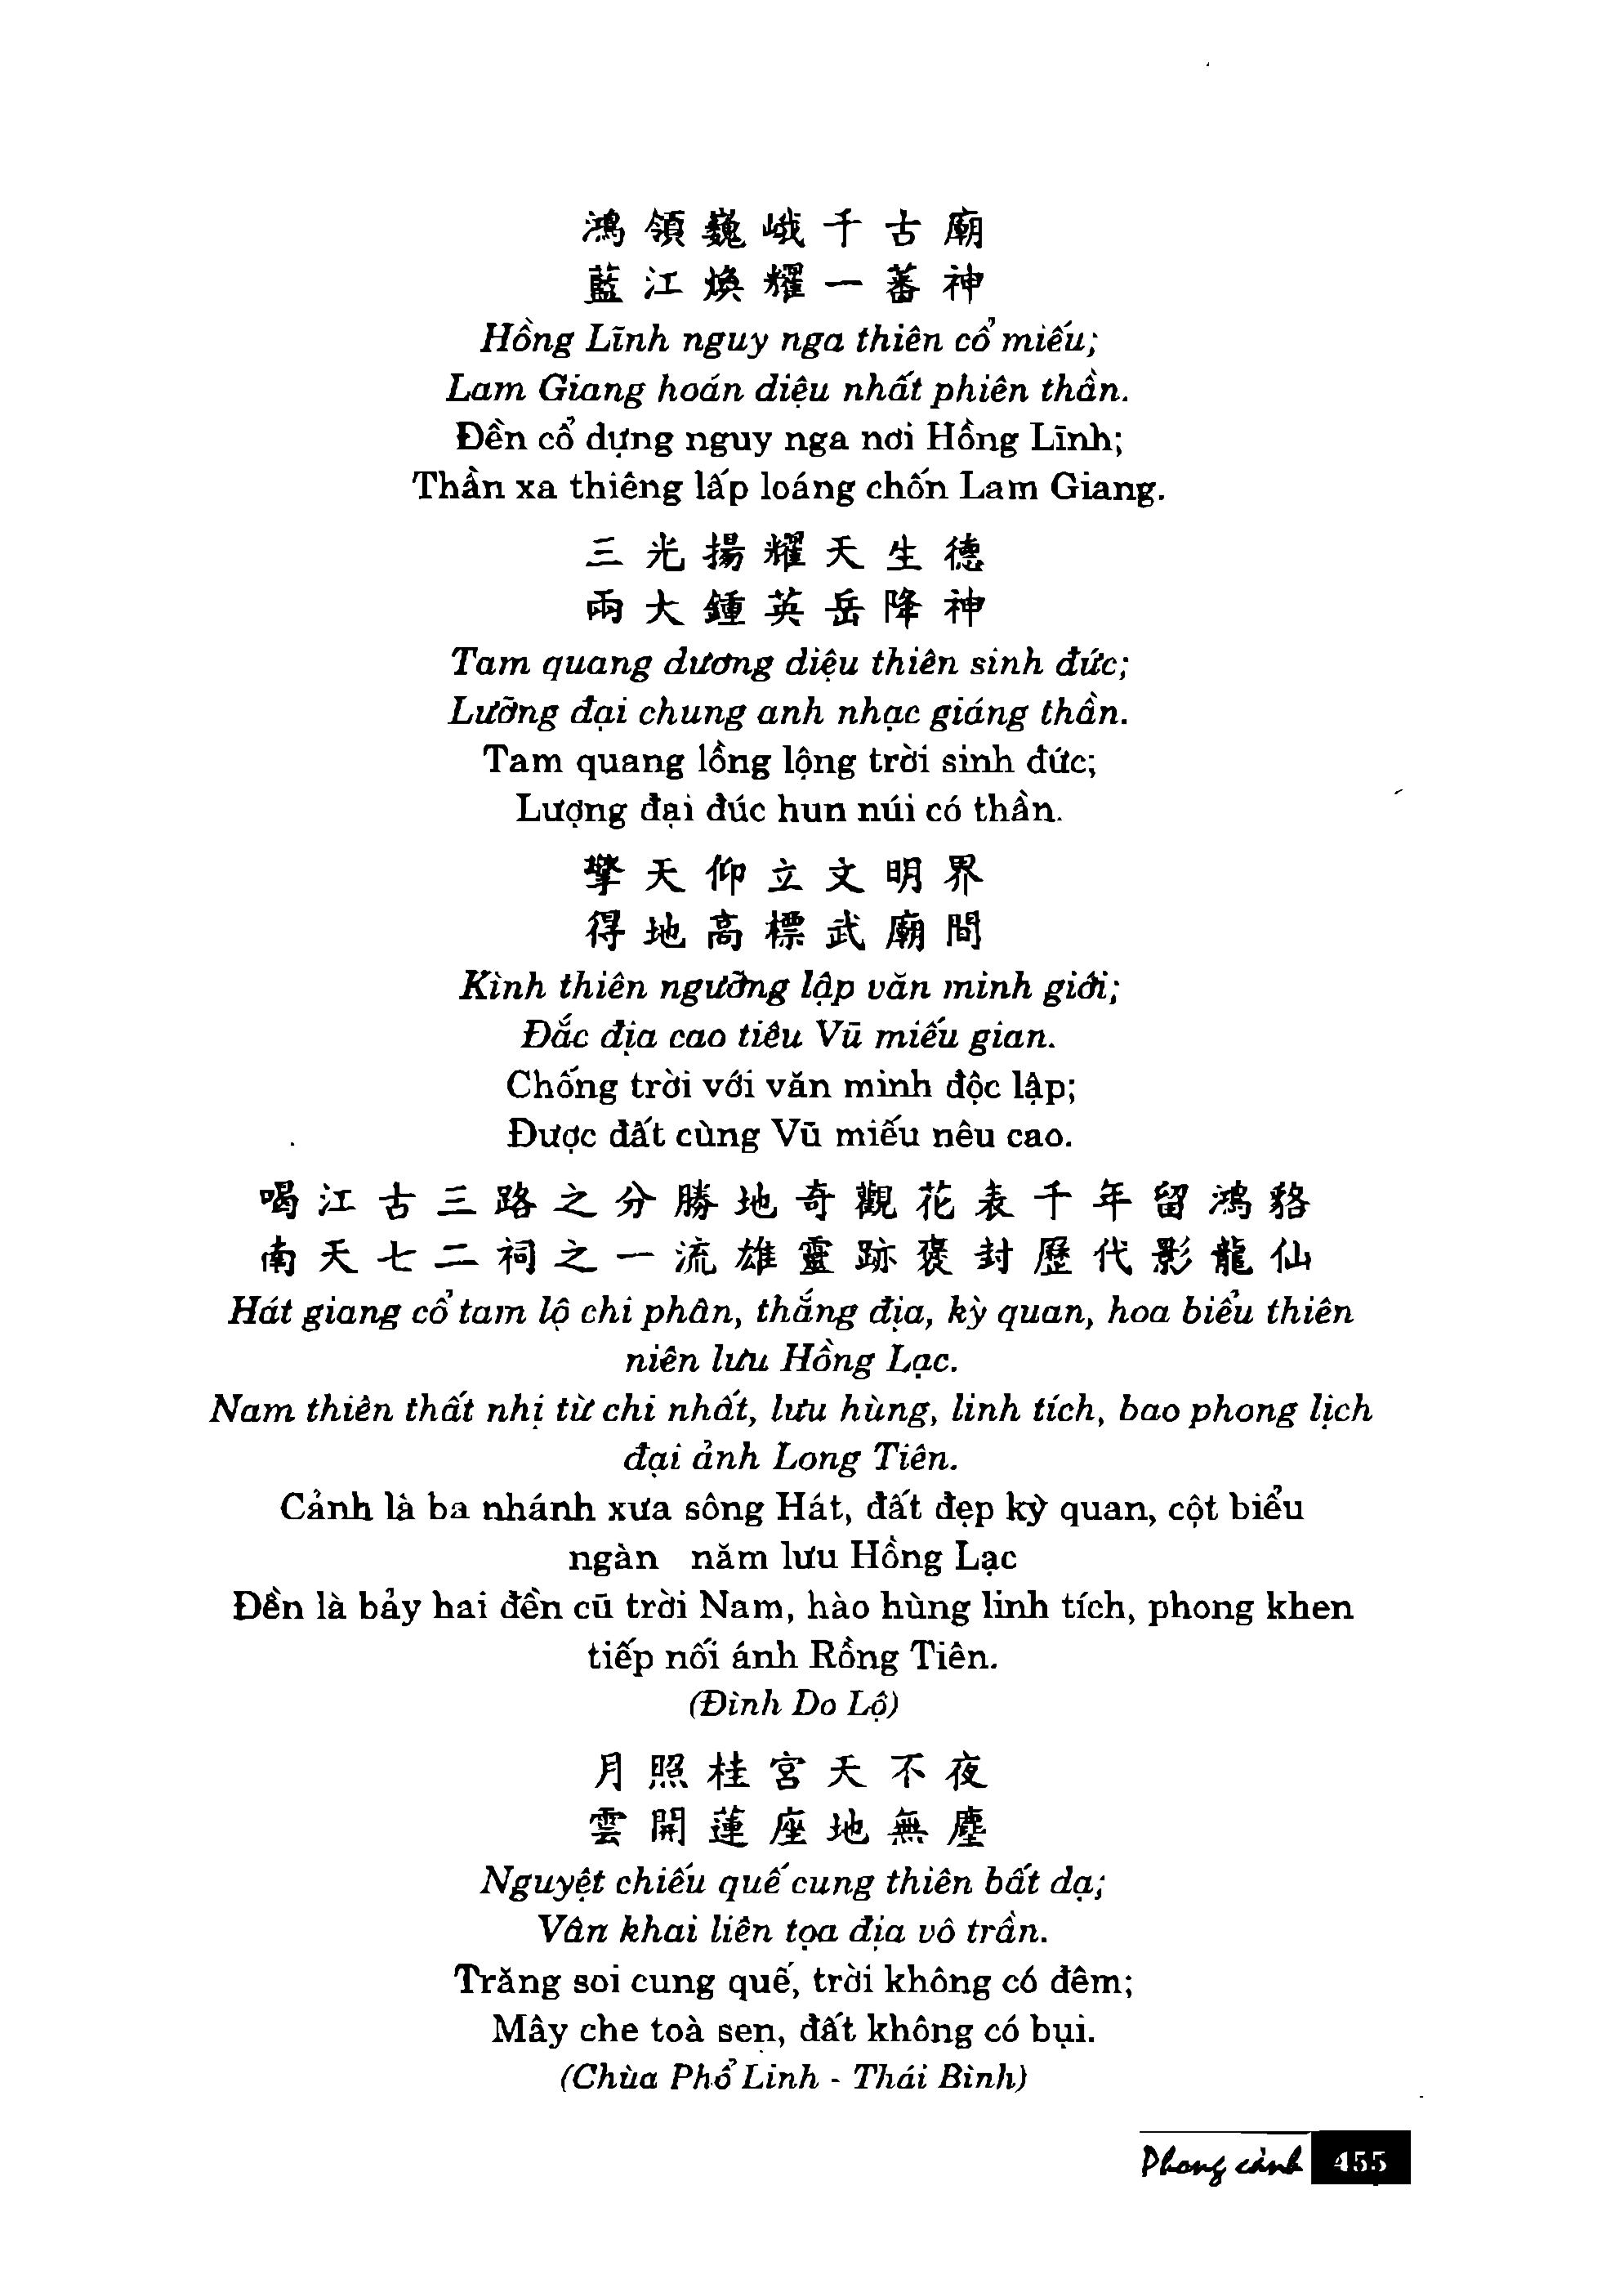 鴻領巍峨千古廟
藍江煥耀一蕃神
Hồng Lĩnh nguy nga thiên cổ miếu;
Lam Giang hoán diệu nhất phiên thần.
Đền cổ dựng nguy nga nơi Hồng Lĩnh;
Thần xa thiêng lấp loáng chốn Lam Giang.
三光揚耀天生德
兩大鍾英岳降神
Tam quang dương diệu thiên sinh đức;
Lưỡng đại chung anh nhạc giáng thần.
Tam quang lồng lộng trời sinh đức;
Lượng đại đúc hun núi có thần.
擎天仰立文明界
得地高標武廟間
Kình thiên ngưỡng lập văn minh giới;
Đắc địa cao tiêu Vũ miếu gian.
Chống trời với văn minh độc lập;
Được đất cùng Vũ miếu nêu cao.
喝江古三路之分勝地奇觀花表千年留鴻貉
南天七二祠之一流雄靈跡褒封歷代影龍仙
Hát giang cổ tam lộ chi phân, thắng địa, kỳ quan, hoa biểu thiên
niên lưu Hồng Lạc.
Nam thiên thất nhị từ chi nhất, lưu hùng, linh tích, bao phong lịch
đại ảnh Long Tiên.
Cảnh là ba nhánh xưa sông Hát, đất đẹp kỳ quan, cột biểu
ngàn năm lưu Hồng Lạc
Đền là bảy hai đền cũ trời Nam, hào hùng linh tích, phong khen
tiếp nối ánh Rồng Tiên.
(Đình Do Lộ)
月照桂宮天不夜
雲開蓮座地無塵
Nguyệt chiếu quế cung thiên bất dạ;
Vân khai liên tọa địa vô trần.
Trăng soi cung quế, trời không có đêm;
Mây che toà sen, đất không có bụi.
(Chùa Phổ Linh - Thái Bình)
Phong cảnh 455